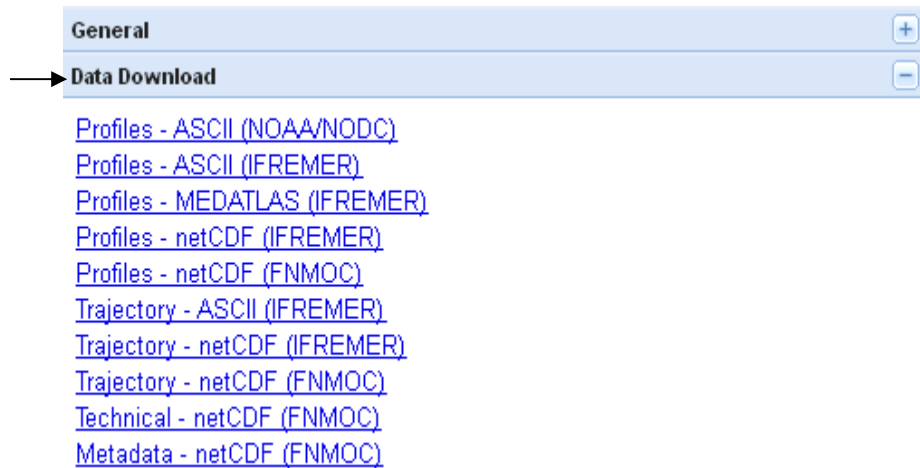 General
Data Download
Profiles - ASCII (NOAA/NODC)
Profiles - ASCII (IFREMER)
Profiles - MEDATLAS (IFREMER)
Profiles - netCDF (IFREMER)
Profiles - netCDF (FNMOC)
Trajectory - ASCII (IFREMER)
Trajectory - netCDF (IFREMER)
Trajectory - netCDF (FNMOC)
Technical - netCDF (FNMOC)
Metadata - netCDF (FNMOC)